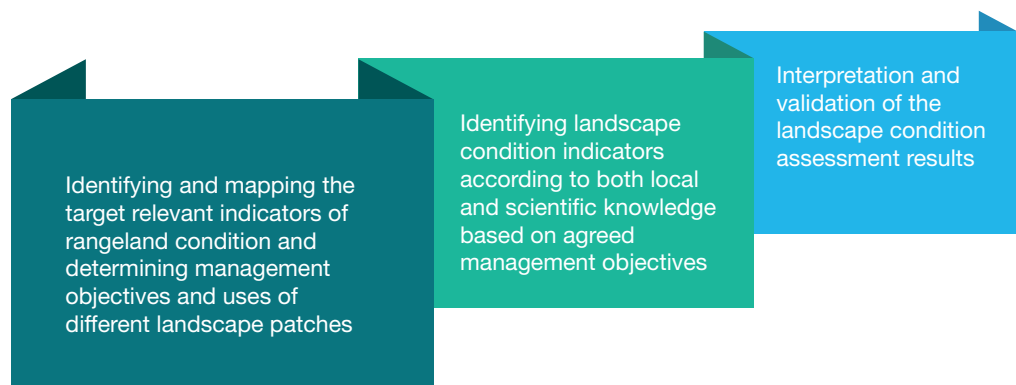 Identifying and mapping the
target relevant indicators of
rangeland condition and
determining management
objectives and uses of
different landscape patches
Identifying landscape
condition indicators
according to both local
and scientific knowledge
based on agreed
management objectives
Interpretation and
validation of the
landscape condition
assessment results